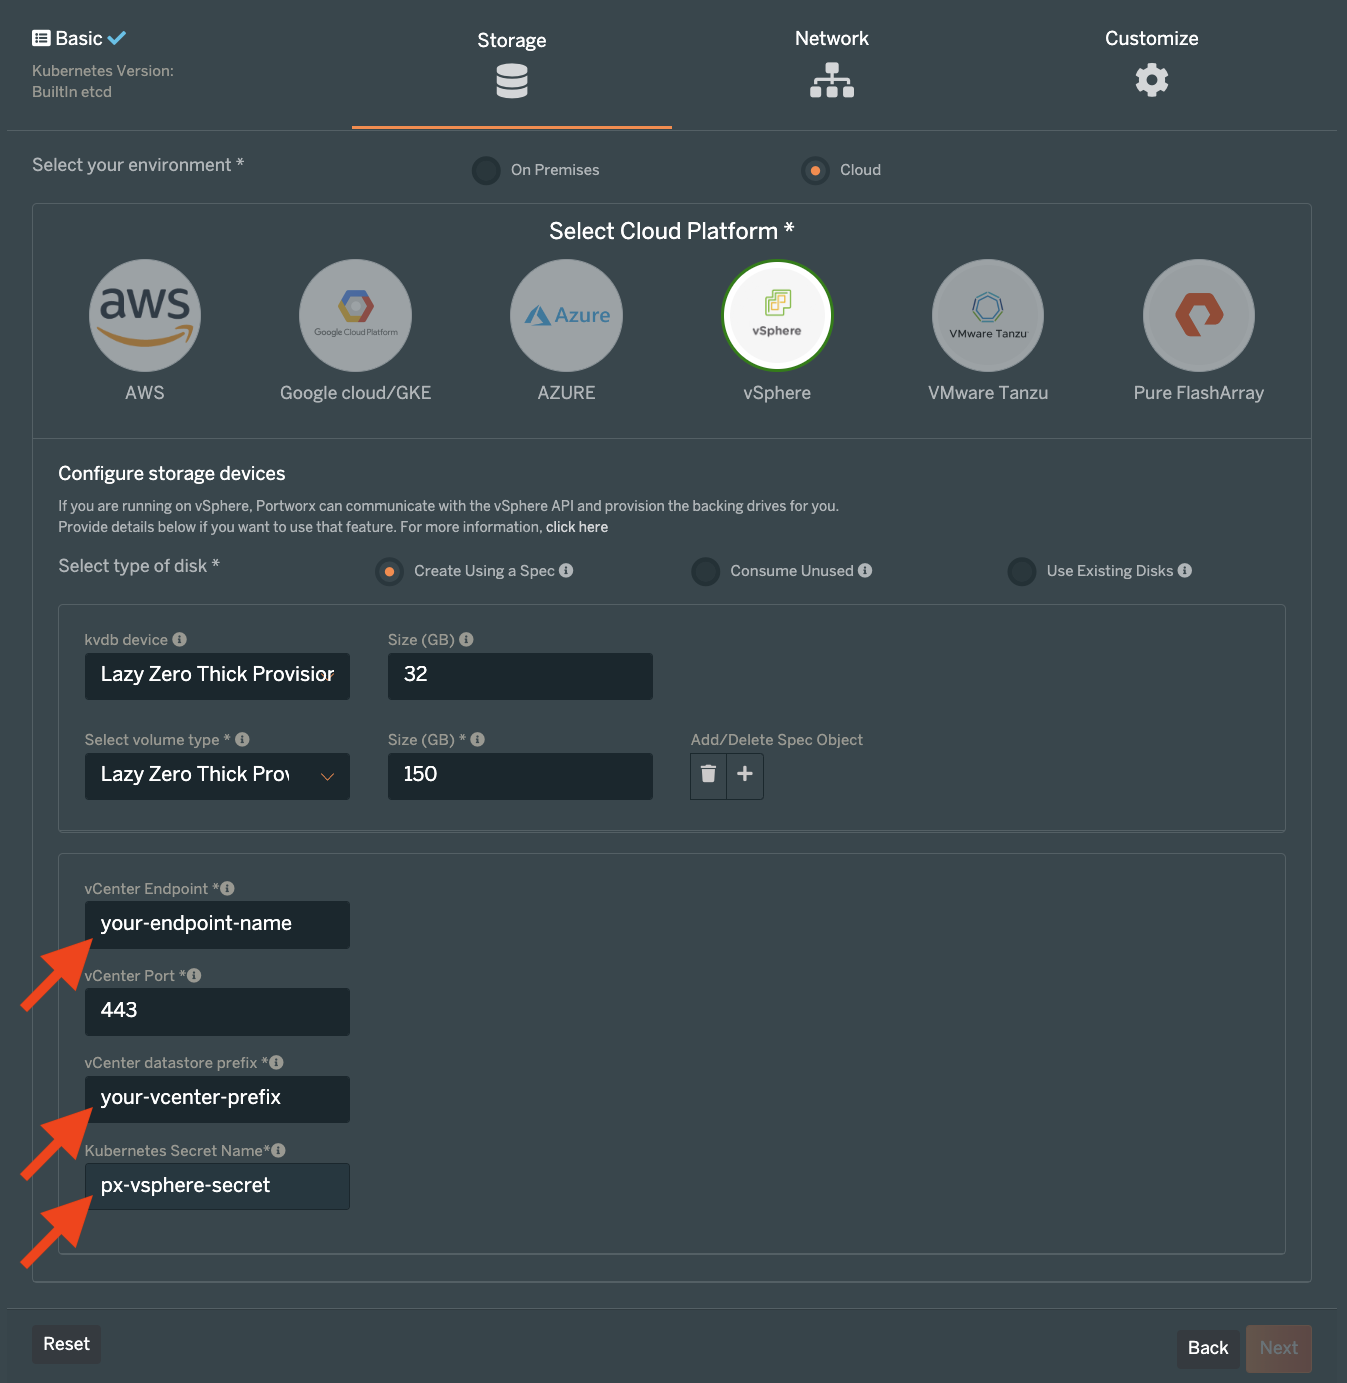 Basic
Kubernetes Version:
BuiltIn etcd
Storage
Network
Customize
Select your environment *
On Premises
Cloud
Select Cloud Platform *
aws
Google Cloud Platform
Azure
vSphere
VMware Tanzu
AWS
Google cloud/GKE
AZURE
vSphere
VMware Tanzu
Pure FlashArray
Configure storage devices
If you are running on vSphere, Portworx can communicate with the vSphere API and provision the backing drives for you.
Provide details below if you want to use that feature. For more information, click here
Select type of disk *
Create Using a Spec
Consume Unused
Use Existing Disks
kvdb device
Size (GB)
Lazy Zero Thick Provision
32
Select volume type *
Size (GB) *
Add/Delete Spec Object
Lazy Zero Thick Prov
150
vCenter Endpoint *
your-endpoint-name
vCenter Port *
443
vCenter datastore prefix *
your-vcenter-prefix
Kubernetes Secret Name*
px-vsphere-secret
Reset
Back
Next